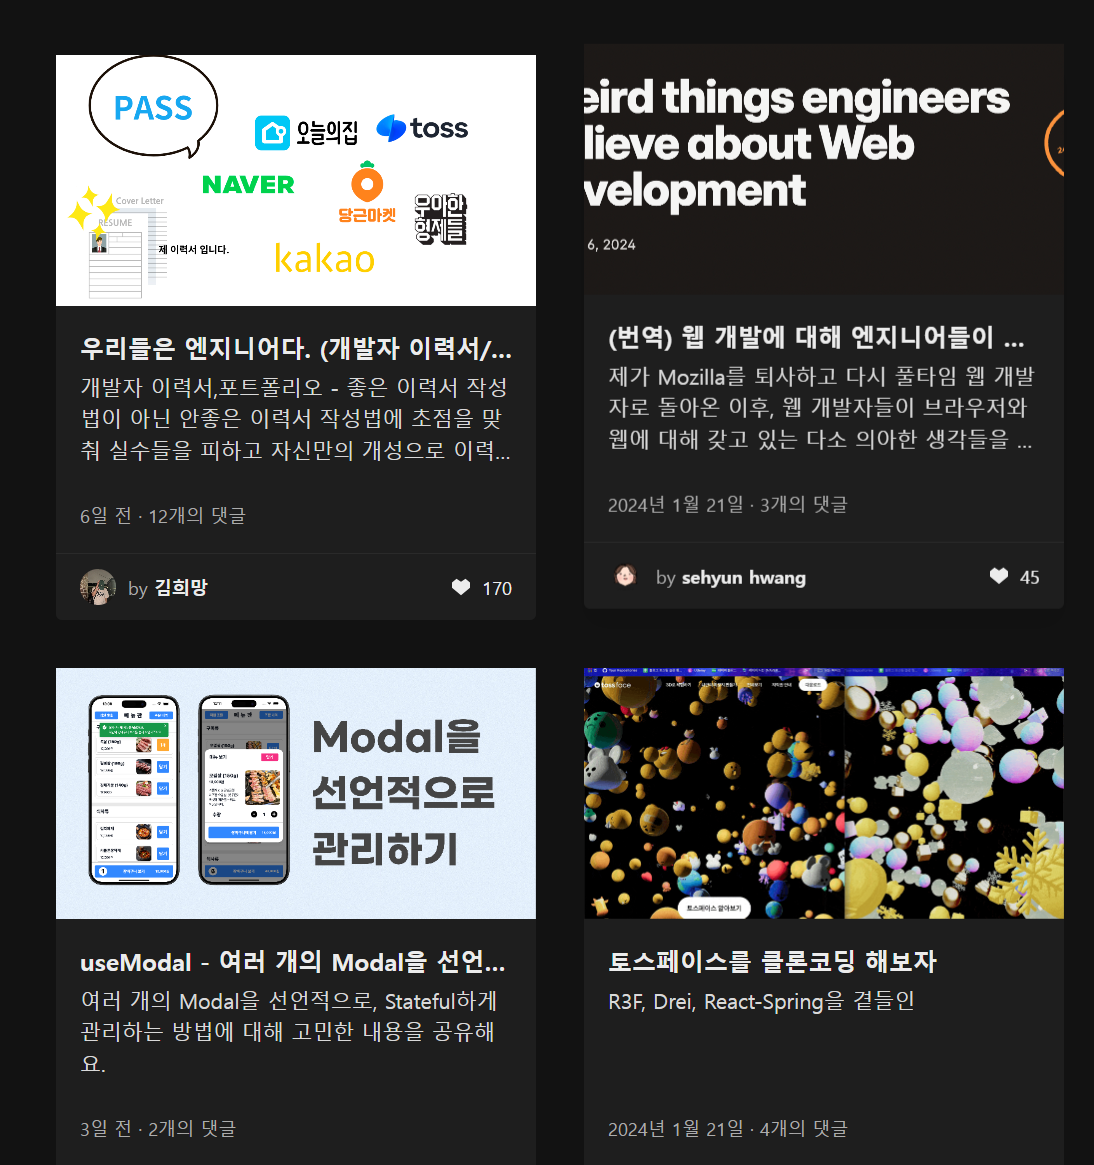 PASS
오늘의집
toss
NAVER
당근마켓
우아한
형제들
Cover Letter
RESUME
제 이력서 입니다.
kakao
우리들은 엔지니어다. (개발자 이력서/...
개발자 이력서,포트폴리오 - 좋은 이력서 작성
법이 아닌 안좋은 이력서 작성법에 초점을 맞
춰 실수들을 피하고 자신만의 개성으로 이력...
6일 전 · 12개의 댓글
by 김희망
170
eird things engineers
lieve about Web
velopment
6, 2024
(번역) 웹 개발에 대해 엔지니어들이 ...
제가 Mozilla를 퇴사하고 다시 풀타임 웹 개발
자로 돌아온 이후, 웹 개발자들이 브라우저와
웹에 대해 갖고 있는 다소 의아한 생각들을 ...
2024년 1월 21일 · 3개의 댓글
by sehyun hwang
45
Modal을
선언적으로
관리하기
useModal - 여러 개의 Modal을 선언...
여러 개의 Modal을 선언적으로, Stateful하게
관리하는 방법에 대해 고민한 내용을 공유해
요.
3일 전 · 2개의 댓글
tossface
토스페이스 알아보기
토스페이스를 클론코딩 해보자
R3F, Drei, React-Spring을 곁들인
2024년 1월 21일 · 4개의 댓글